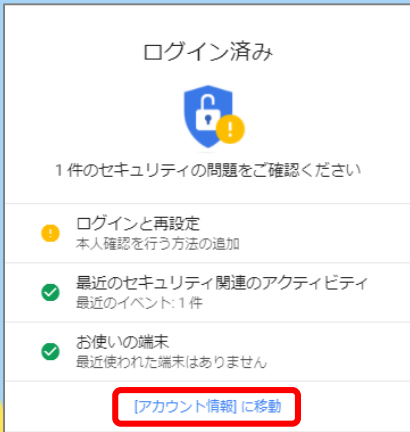 ログイン済み
1 件のセキュリティの問題をご確認ください
ログインと再設定
本人確認を行う方法の追加
最近のセキュリティ関連のアクティビティ
最近のイベント: 1 件
お使いの端末
最近使われた端末はありません
[アカウント情報] に移動